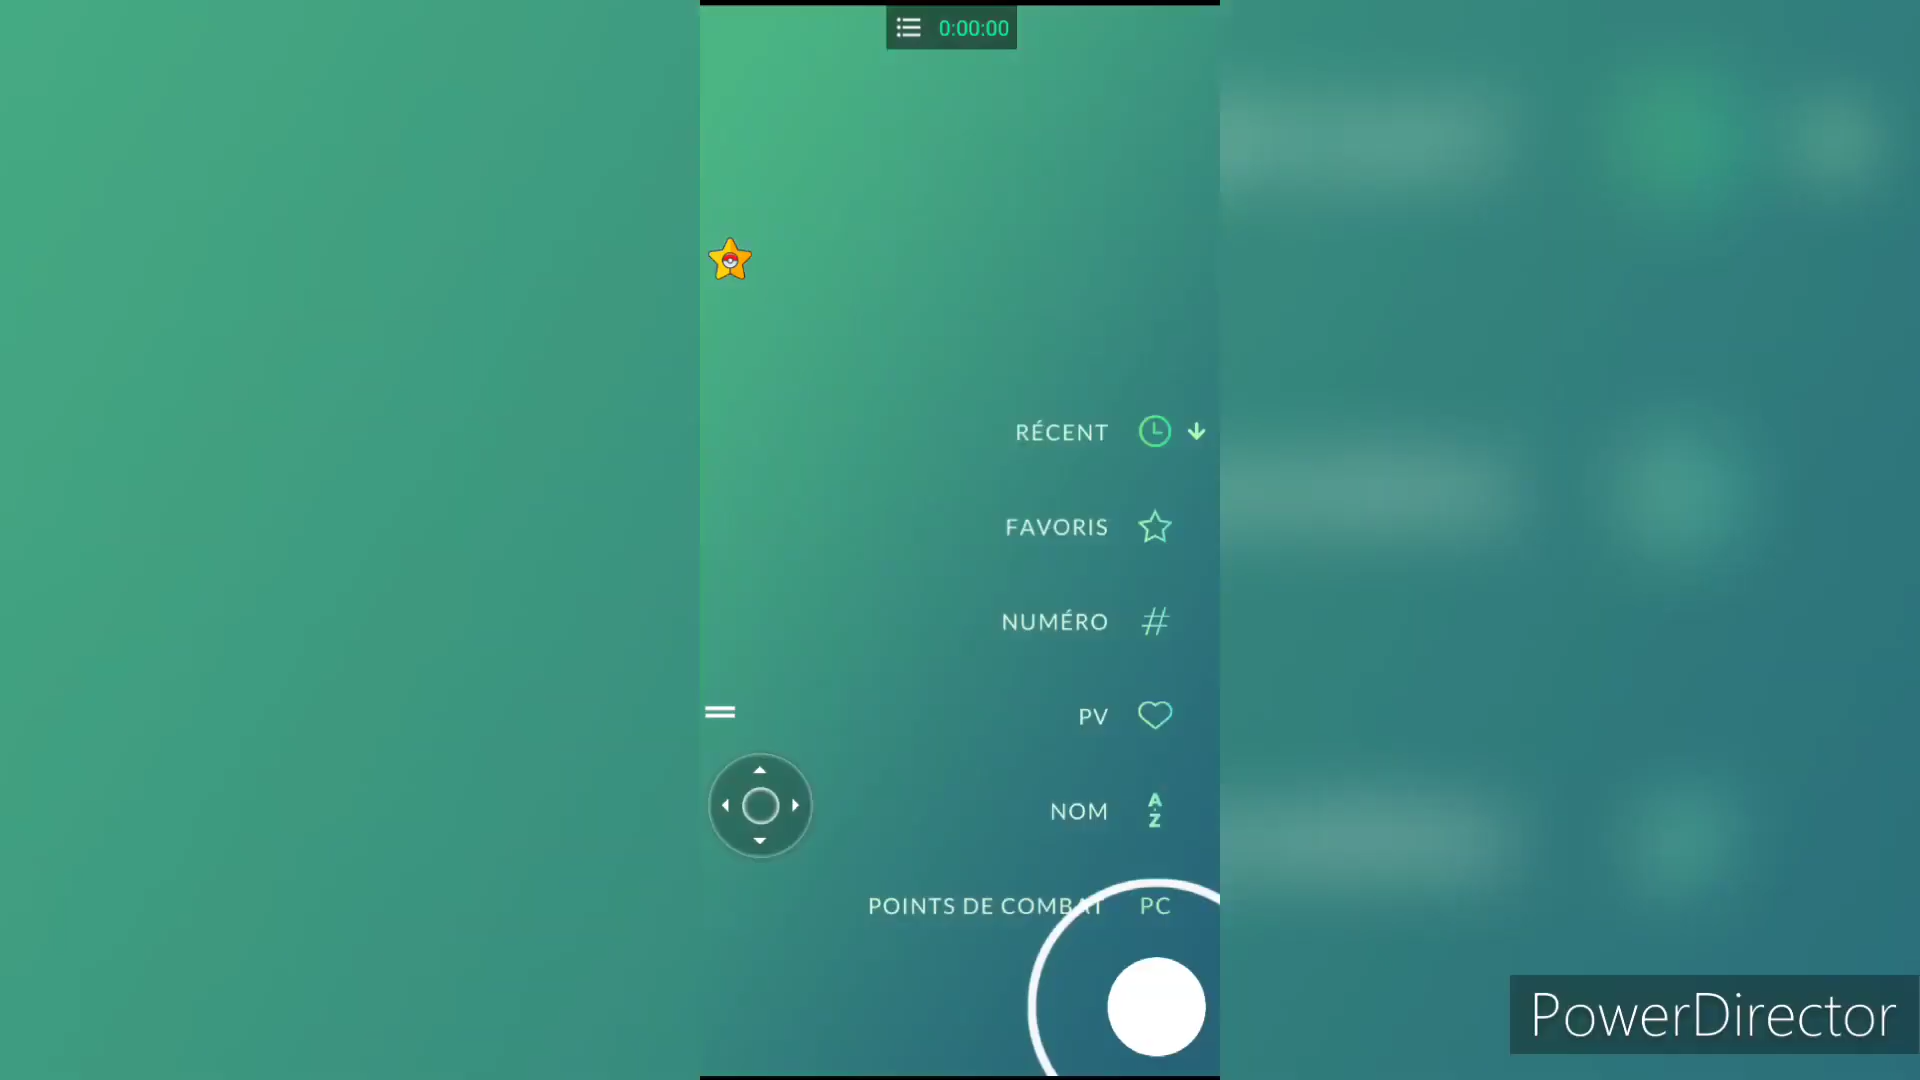 0:00:00
RÉCENT
FAVORIS
NUMÉRO #
PV
NOM A-Z
POINTS DE COMBAT PC
PowerDirector